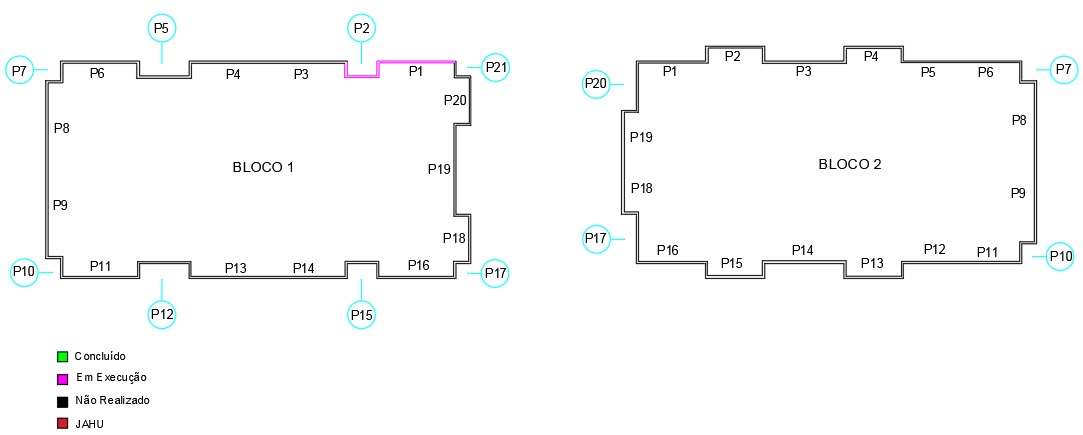 P5
P2
P7
P6
P4
P3
P1
P21
P20
P8
P19
BLOCO 1
P9
P18
P10
P11
P13
P14
P16
P17
P12
P15
P2
P4
P1
P3
P5
P6
P7
P20
P8
P19
BLOCO 2
P18
P9
P17
P16
P14
P12
P11
P10
P15
P13
Concluído
Em Execução
Não Realizado
JAHU